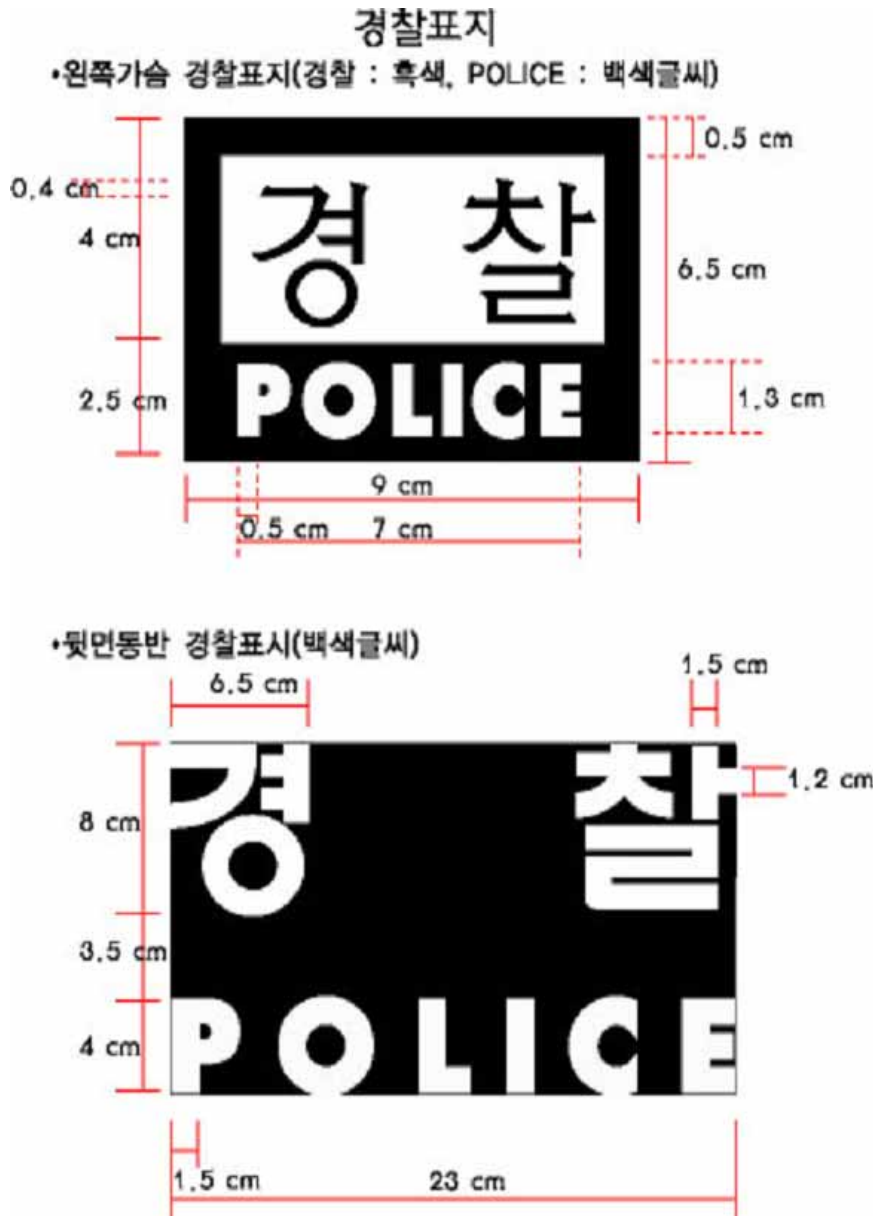 경찰표지
•왼쪽가슴 경찰표지(경찰 : 흑색, POLICE : 백색글씨)
0.5 cm
0.4 cm
4 cm
경 찰
6.5 cm
2.5 cm
POLICE
1.3 cm
9 cm
0.5 cm 7 cm
•뒷면동반 경찰표시(백색글씨)
6.5 cm
1.5 cm
경 찰
1.2 cm
8 cm
3.5 cm
4 cm
POLICE
1.5 cm
23 cm